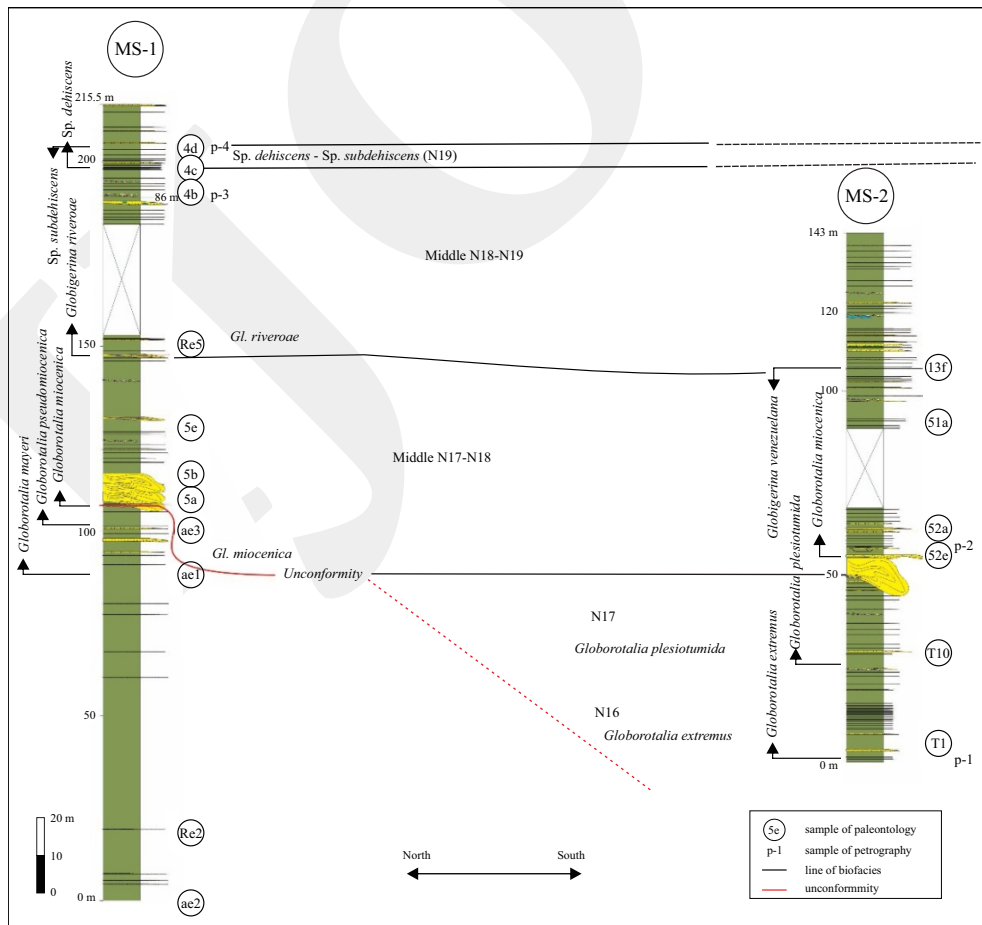 MS-1
215.5 m
Sp. dehiscens
4d
p-4
Sp. dehiscens - Sp. subdehiscens (N19)
200
4c
4b
p-3
86 m
Sp. subdehiscens
Globigerina riveroae
MS-2
143 m
Middle N18-N19
120
Gl. riveroae
Re5
150
13f
100
Globorotalia mayeri
Globorotalia pseudomiocenica
Globorotalia miocenica
5e
51a
Middle N17-N18
Globigerina venezuelana
Globorotalia plesiotumida
Globorotalia miocenica
5b
5a
100
ae3
52a
p-2
52e
Gl. miocenica
ae1
Unconformity
50
N17
Globorotalia plesiotumida
T10
Globorotalia extremus
50
N16
Globorotalia extremus
T1
p-1
0 m
20 m
10
0
Re2
North
South
0 m
ae2
5e
sample of paleontology
p-1
sample of petrography
line of biofacies
unconformmity